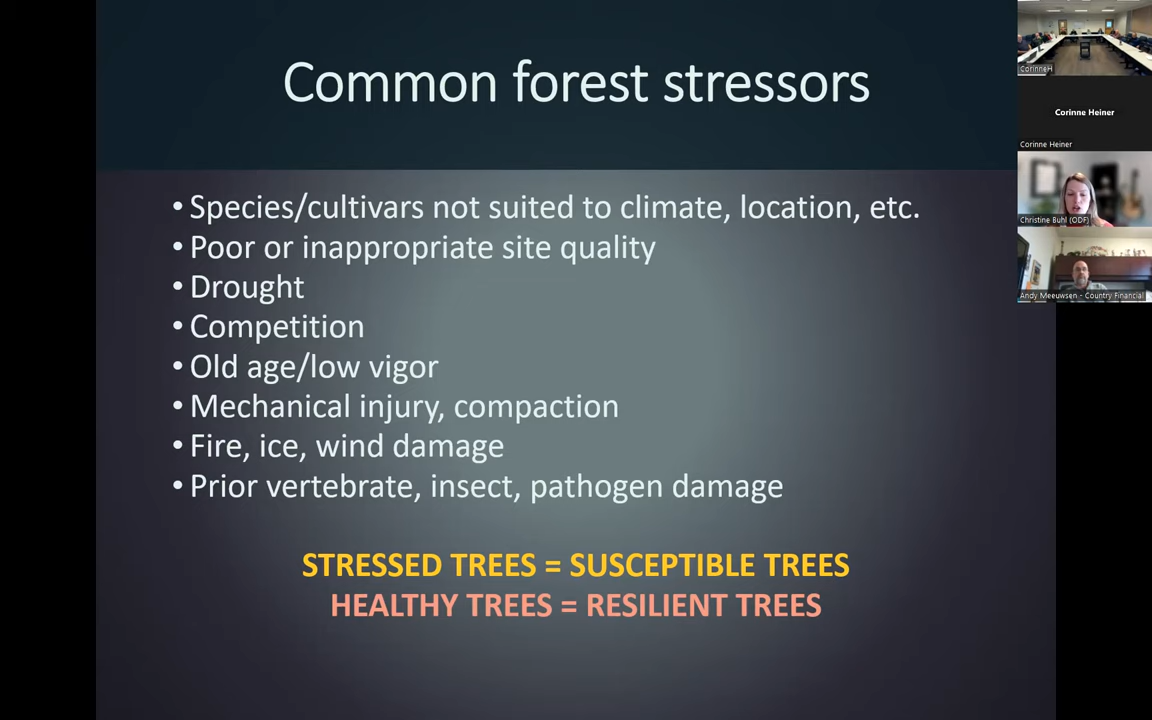 Common forest stressors
• Species/cultivars not suited to climate, location, etc.
• Poor or inappropriate site quality
• Drought
• Competition
• Old age/low vigor
• Mechanical injury, compaction
• Fire, ice, wind damage
• Prior vertebrate, insect, pathogen damage
STRESSED TREES = SUSCEPTIBLE TREES
HEALTHY TREES = RESILIENT TREES
CorinneH
Corinne Heiner
Corinne Heiner
Christine Buhl (ODF)
Andy Meeuwsen - Country Financial